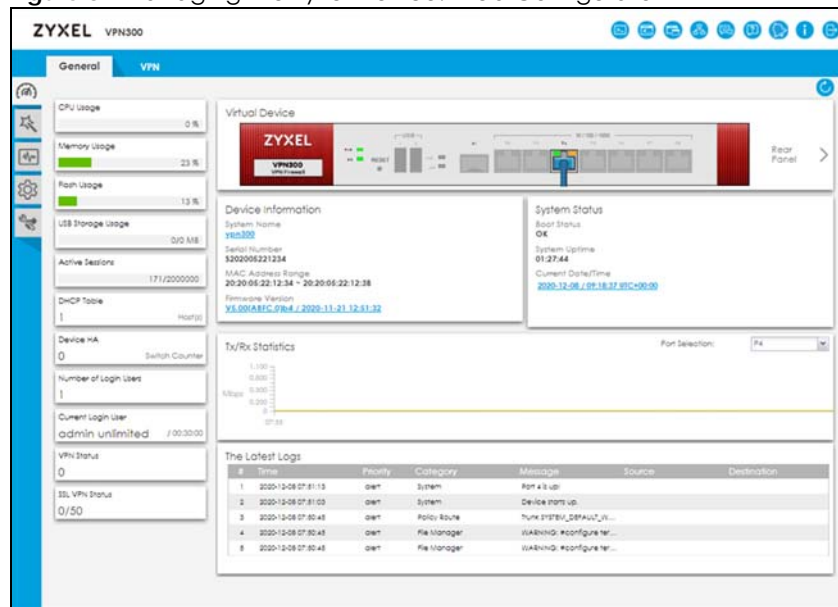 ZYXEL VPN300
General VPN
CPU Usage
0 %
Memory Usage
23 %
Flash Usage
13 %
USB Storage Usage
0/0 MB
Active Sessions
171/2000000
DHCP Table
1 Host(s)
Device HA
0 Switch Counter
Number of Login Users
1
Current Login User
admin unlimited / 00:30:00
VPN Status
0
SSL VPN Status
0/50
Virtual Device
ZYXEL
VPN300
VPN Firewall
RESET
USB
Rear Panel
Device Information
System Name
vpn300
Serial Number
S202005221234
MAC Address Range
20:20:05:22:12:34 ~ 20:20:05:22:12:38
Firmware Version
V5.00(ABFC.0)b4 / 2020-11-21 12:51:32
System Status
Boot Status
OK
System Uptime
01:27:44
Current Date/Time
2020-12-08 / 09:18:37 UTC+00:00
Tx/Rx Statistics
Port Selection: P4
Mbps
The Latest Logs
# Time Priority Category Message Source Destination
1 2020-12-08 07:51:13 alert System Port 4 is up!
2 2020-12-08 07:51:03 alert System Device starts up.
3 2020-12-08 07:50:45 alert Policy Route Trunk SYSTEM_DEFAULT_W...
4 2020-12-08 07:50:45 alert File Manager WARNING: #configure ter...
5 2020-12-08 07:50:45 alert File Manager WARNING: #configure ter...